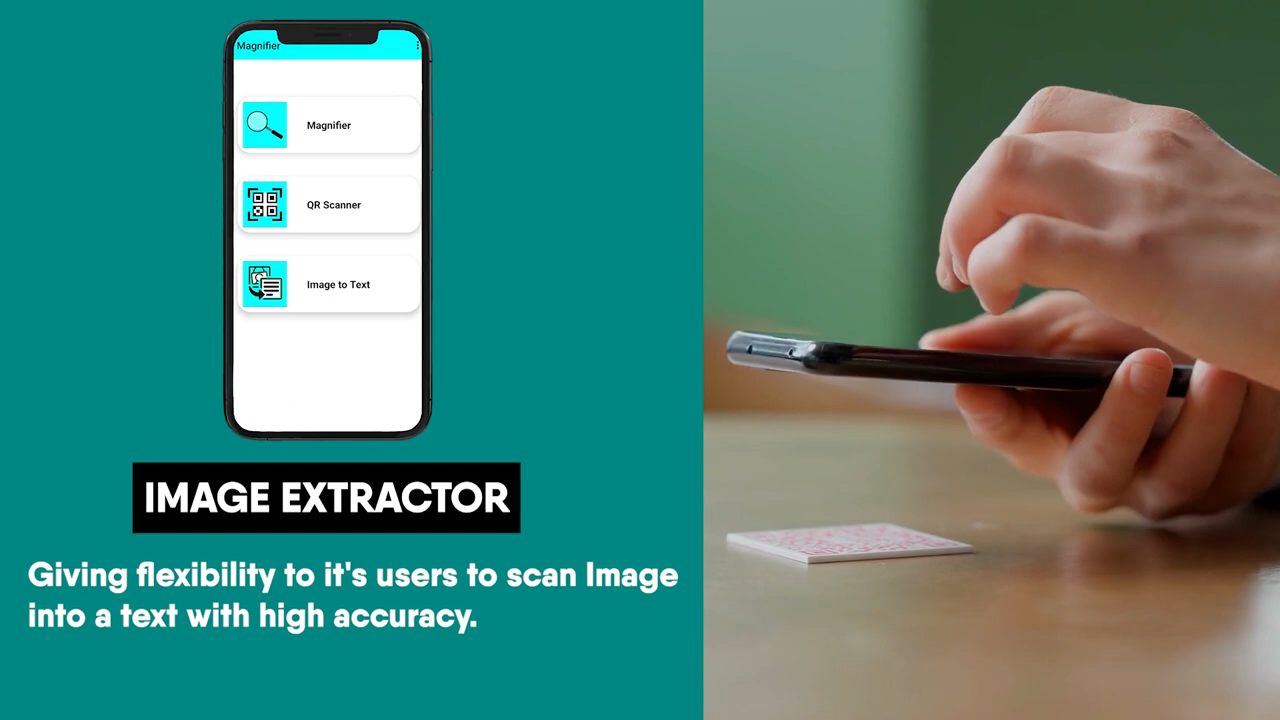 Magnifier
Magnifier
QR Scanner
Image to Text
IMAGE EXTRACTOR
Giving flexibility to it's users to scan Image
into a text with high accuracy.